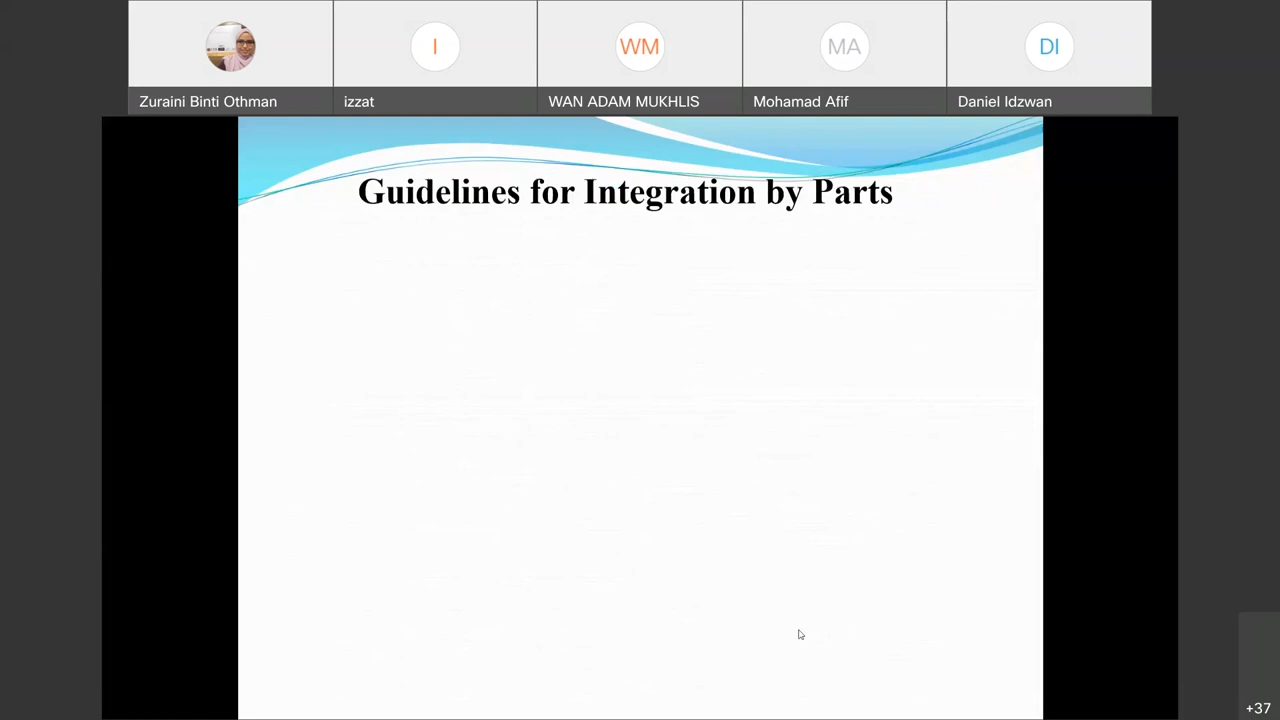 I
WM
MA
DI
Zuraini Binti Othman
izzat
WAN ADAM MUKHLIS
Mohamad Afif
Daniel Idzwan
Guidelines for Integration by Parts
+37